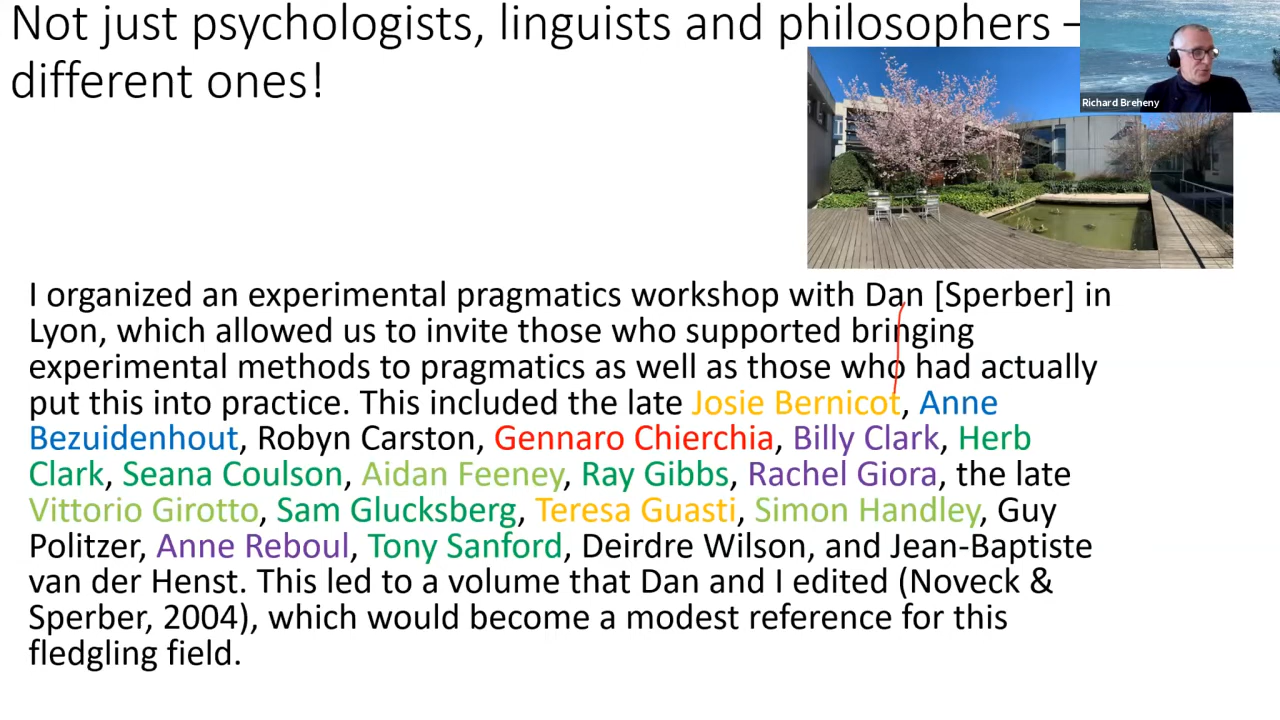 Not just psychologists, linguists and philosophers –
different ones!
Richard Breheny
I organized an experimental pragmatics workshop with Dan [Sperber] in
Lyon, which allowed us to invite those who supported bringing
experimental methods to pragmatics as well as those who had actually
put this into practice. This included the late Josie Bernicot, Anne
Bezuidenhout, Robyn Carston, Gennaro Chierchia, Billy Clark, Herb
Clark, Seana Coulson, Aidan Feeney, Ray Gibbs, Rachel Giora, the late
Vittorio Girotto, Sam Glucksberg, Teresa Guasti, Simon Handley, Guy
Politzer, Anne Reboul, Tony Sanford, Deirdre Wilson, and Jean-Baptiste
van der Henst. This led to a volume that Dan and I edited (Noveck &
Sperber, 2004), which would become a modest reference for this
fledgling field.